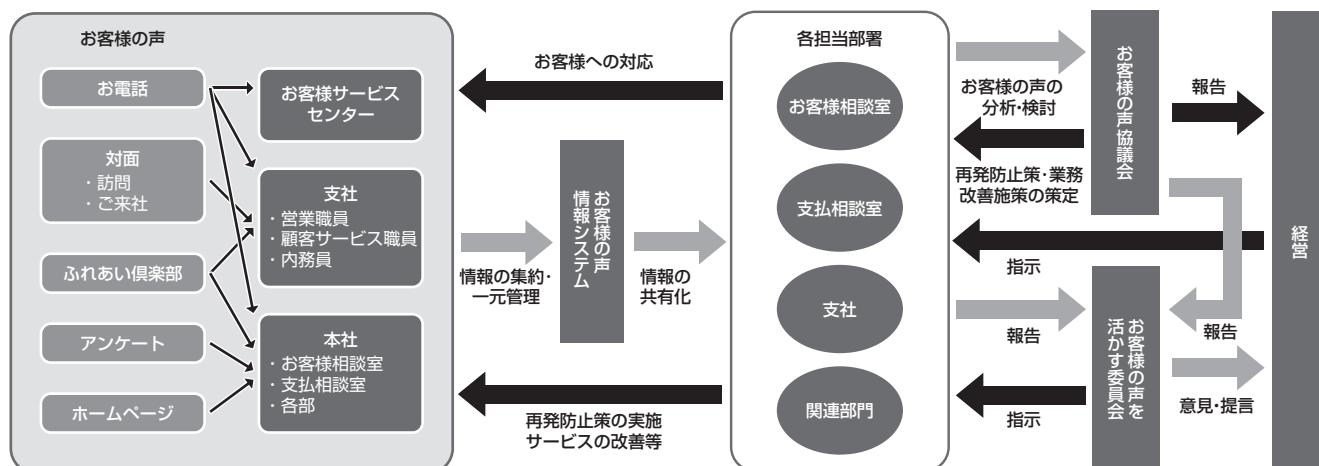 お客様の声
お電話
対面
・訪問
・ご来社
ふれあい倶楽部
アンケート
ホームページ
お客様サービス
センター
支社
・営業職員
・顧客サービス職員
・内務員
本社
・お客様相談室
・支払相談室
・各部
お客様への対応
情報の集約・
一元管理
お客様の声
情報システム
情報の
共有化
再発防止策の実施
サービスの改善等
各担当部署
お客様相談室
支払相談室
支社
関連部門
お客様の声の
分析・検討
再発防止策・業務
改善施策の策定
指示
報告
指示
お客様の声協議会
報告
お客様の声を
活かす委員会
報告
意見・提言
経営